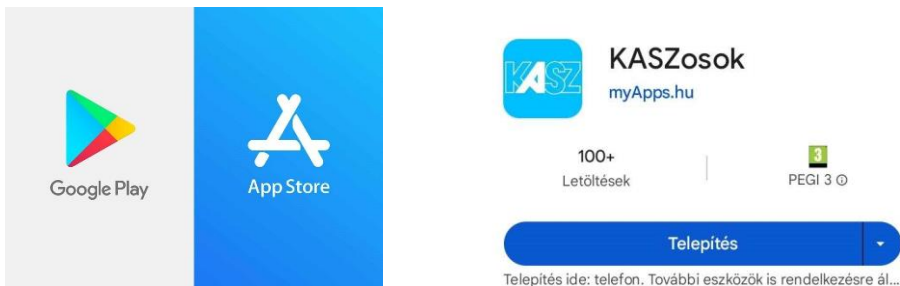 Google Play
App Store
KASZ
KASZosok
myApps.hu
100+
Letöltések
3
PEGI 3
Telepítés
Telepítés ide: telefon. További eszközök is rendelkezésre ál...